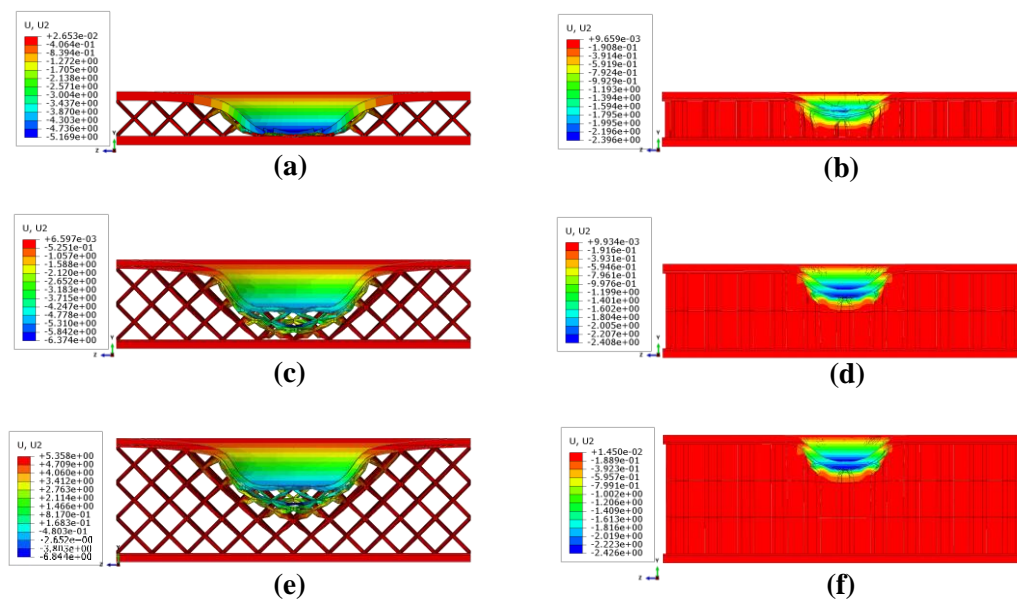 U, U2
+2.653e-02
-4.064e-01
-8.394e-01
-1.272e+00
-1.705e+00
-2.138e+00
-2.571e+00
-3.004e+00
-3.437e+00
-3.870e+00
-4.303e+00
-4.736e+00
-5.169e+00
Y
Z
(a)
U, U2
+9.659e-03
-1.908e-01
-3.914e-01
-5.919e-01
-7.924e-01
-9.929e-01
-1.193e+00
-1.394e+00
-1.594e+00
-1.795e+00
-1.995e+00
-2.196e+00
-2.396e+00
Y
Z
(b)
U, U2
+6.597e-03
-5.251e-01
-1.057e+00
-1.588e+00
-2.120e+00
-2.652e+00
-3.183e+00
-3.715e+00
-4.247e+00
-4.778e+00
-5.310e+00
-5.842e+00
-6.374e+00
Y
Z
(c)
U, U2
+9.934e-03
-1.916e-01
-3.931e-01
-5.946e-01
-7.961e-01
-9.976e-01
-1.199e+00
-1.401e+00
-1.602e+00
-1.804e+00
-2.005e+00
-2.207e+00
-2.408e+00
Y
Z
(d)
U, U2
+5.358e+00
+4.709e+00
+4.060e+00
+3.412e+00
+2.763e+00
+2.114e+00
+1.466e+00
+8.170e-01
+1.683e-01
-4.803e-01
Z
(e)
U, U2
+1.450e-02
-1.889e-01
-3.923e-01
-5.957e-01
-7.991e-01
-1.002e+00
-1.206e+00
-1.409e+00
-1.613e+00
-1.816e+00
-2.019e+00
-2.223e+00
-2.426e+00
Y
Z
(f)